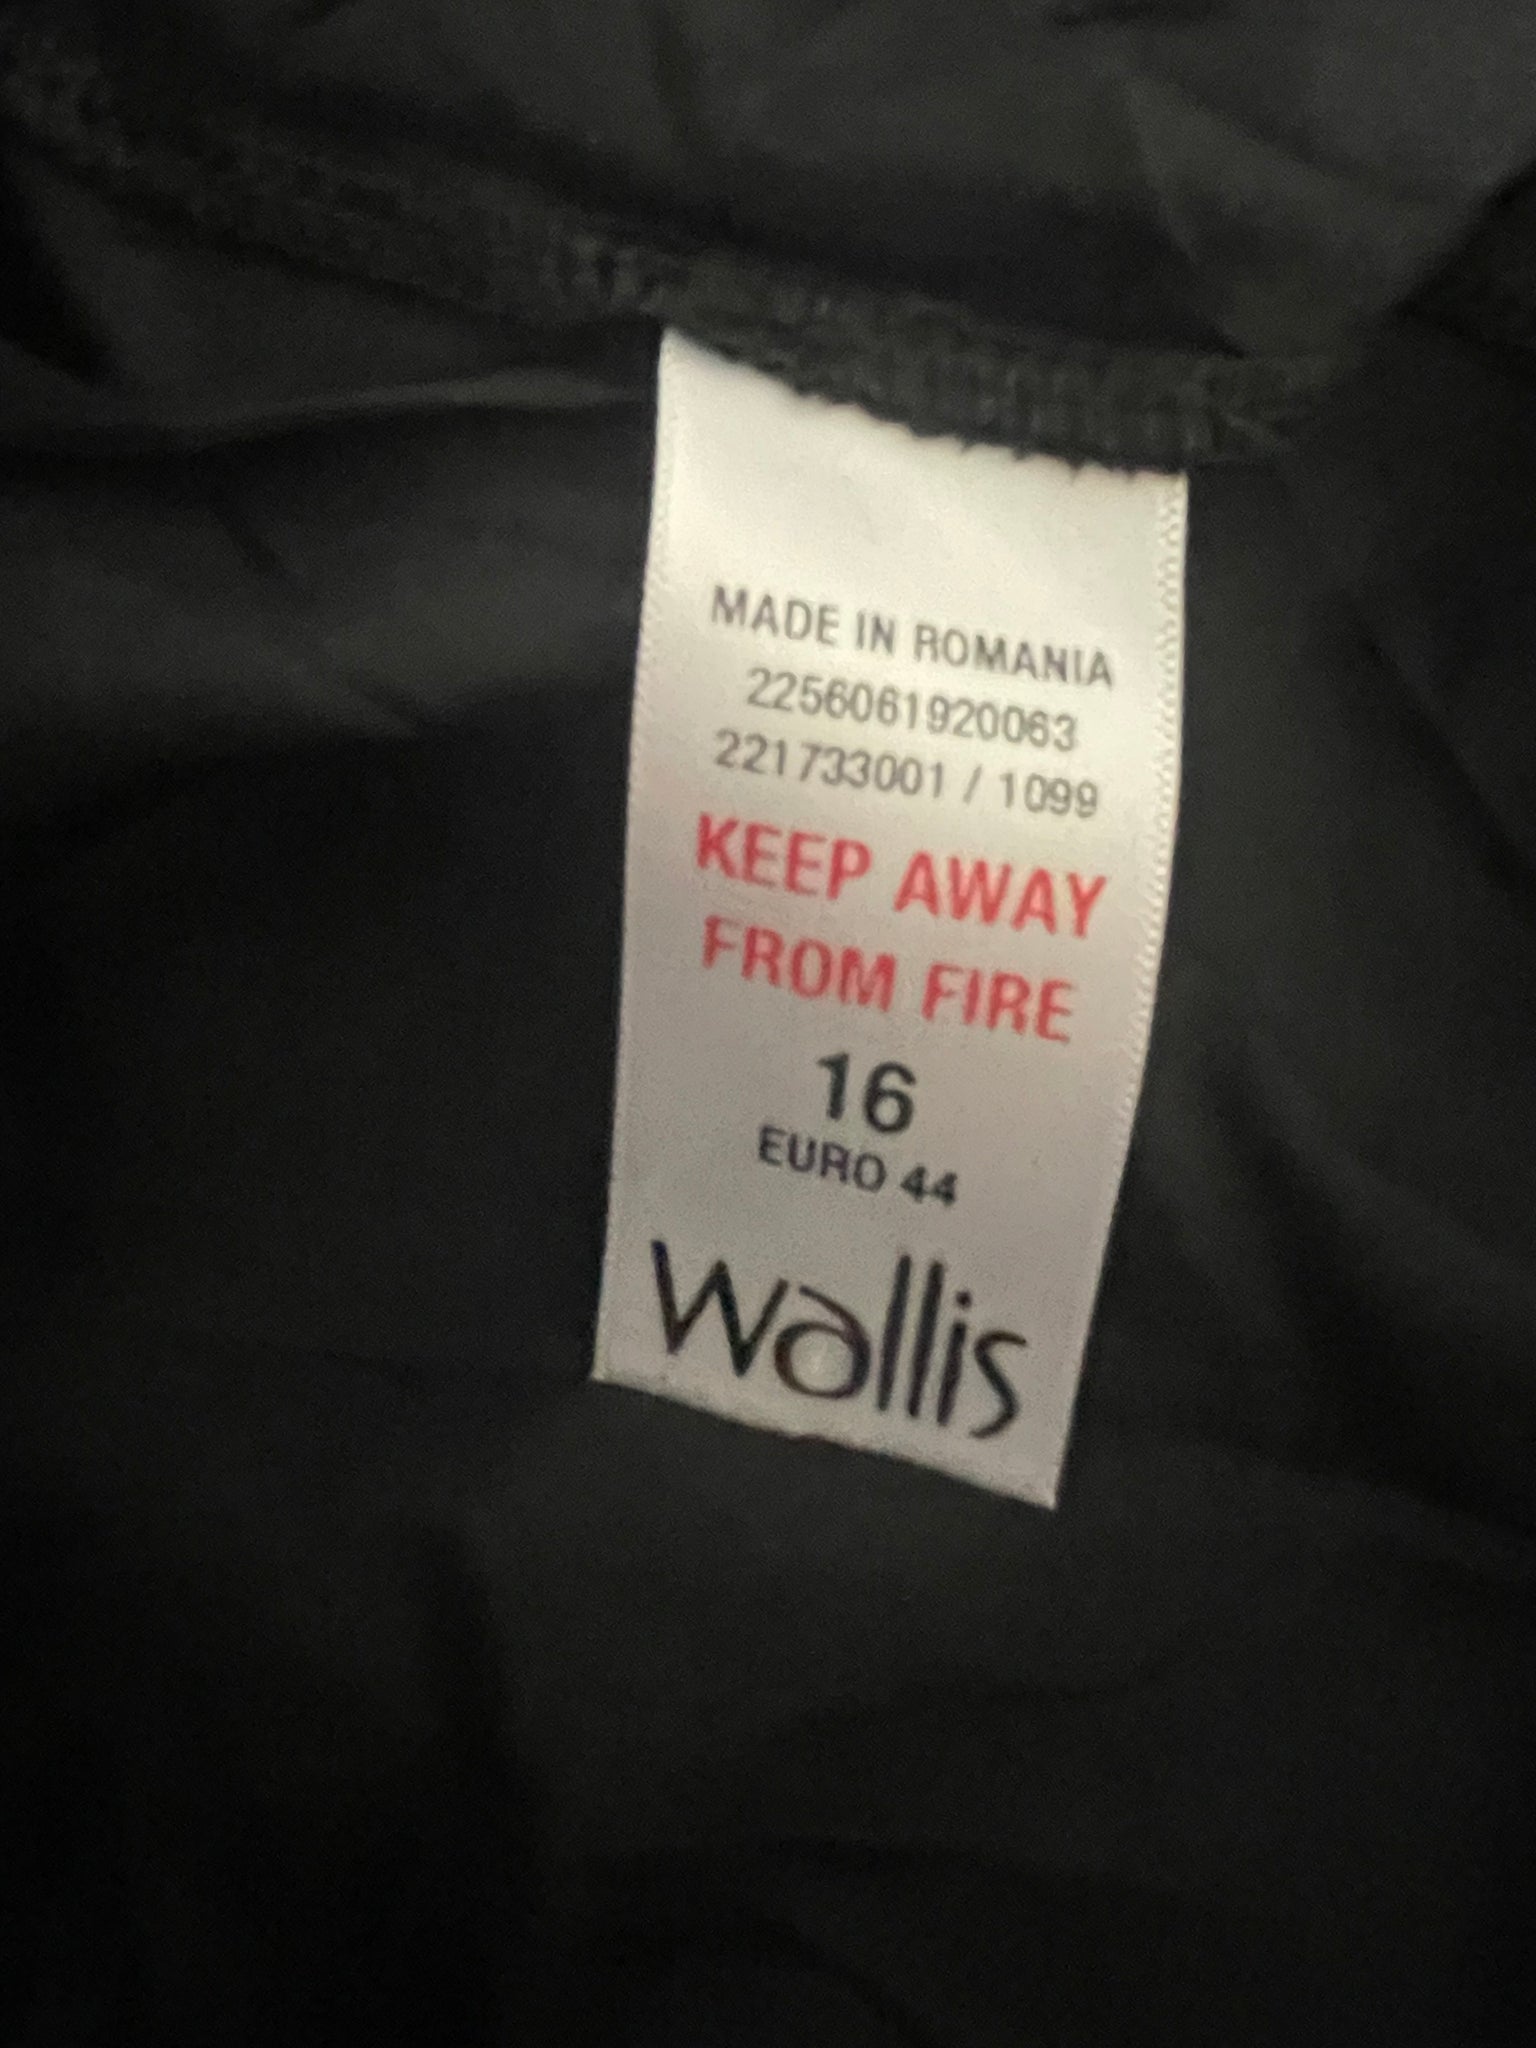 MADE IN ROMANIA
2256061920063
221733001 / 1099
KEEP AWAY
FROM FIRE
16
EURO 44
wallis